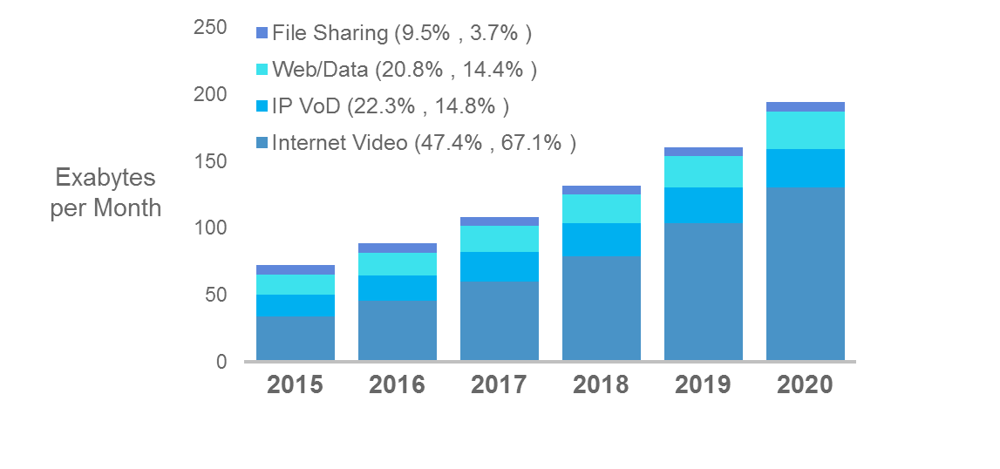 250
File Sharing (9.5% , 3.7% )
Web/Data (20.8% , 14.4% )
200
IP VoD (22.3% , 14.8% )
Internet Video (47.4% , 67.1% )
150
Exabytes
per Month
100
50
0
2015 2016 2017 2018 2019 2020